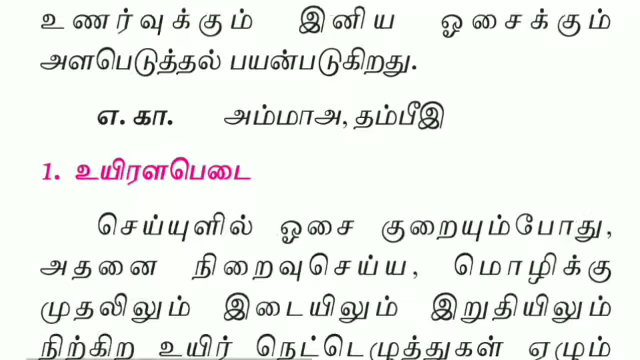 உணர்வுக்கும் இனிய ஓசைக்கும்
அளபெடுத்தல் பயன்படுகிறது.
எ. கா. அம்மாஅ, தம்பீஇ
1. உயிரளபெடை
செய்யுளில் ஓசை குறையும்போது,
அதனை நிறைவுசெய்ய, மொழிக்கு
முதலிலும் இடையிலும் இறுதியிலும்
நிற்கிற உயிர் நெட்டெழுத்துகள் ஏழும்